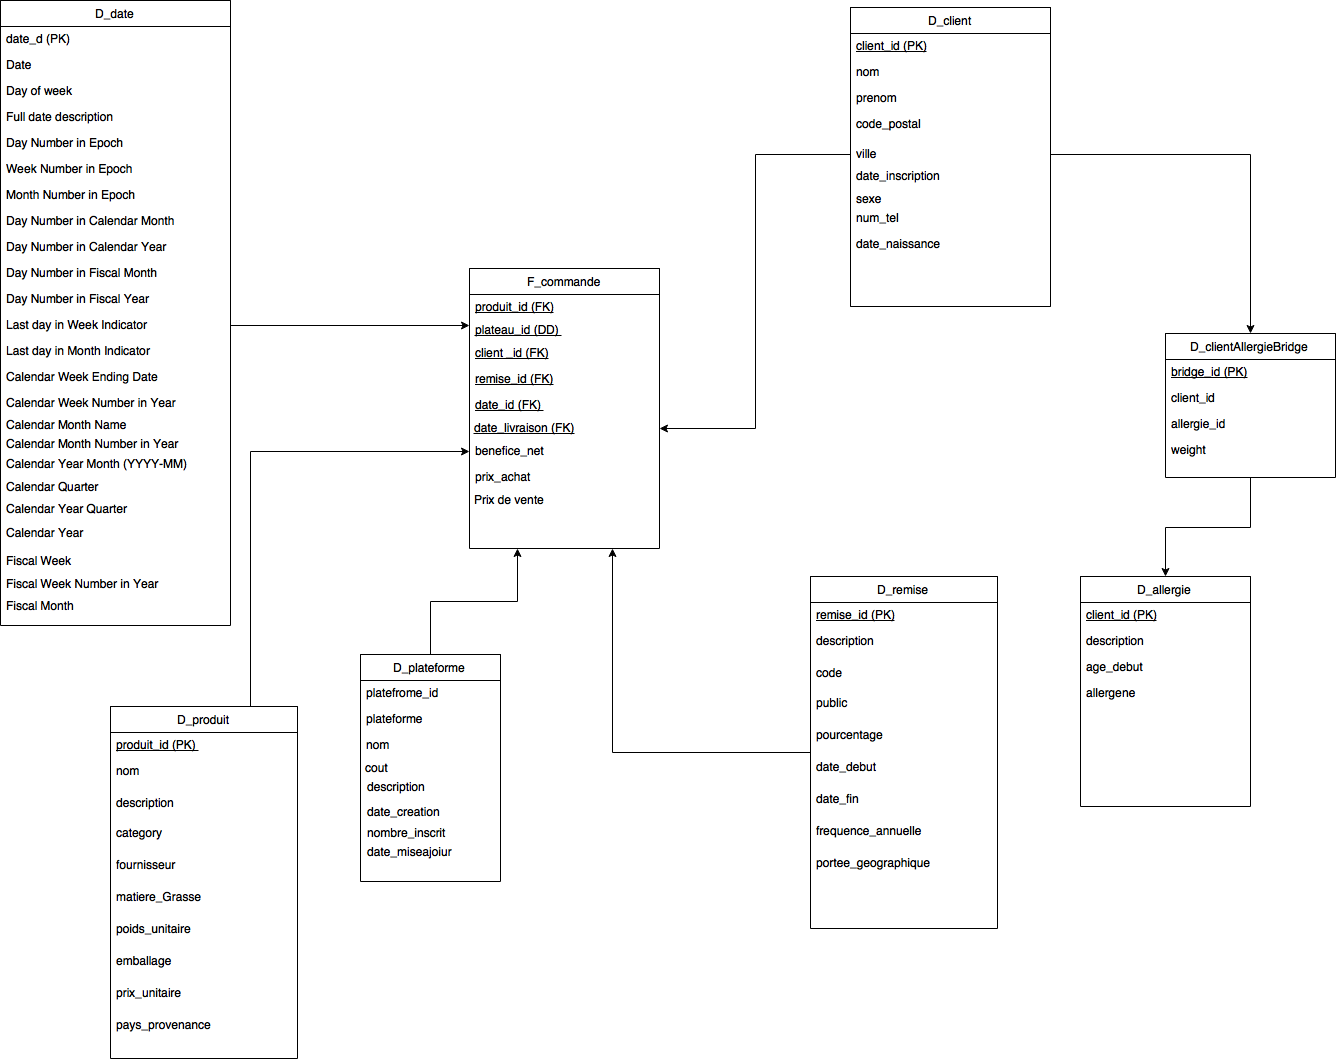 D_date
date_d (PK)
Date
Day of week
Full date description
Day Number in Epoch
Week Number in Epoch
Month Number in Epoch
Day Number in Calendar Month
Day Number in Calendar Year
Day Number in Fiscal Month
Day Number in Fiscal Year
Last day in Week Indicator
Last day in Month Indicator
Calendar Week Ending Date
Calendar Week Number in Year
Calendar Month Name
Calendar Month Number in Year
Calendar Year Month (YYYY-MM)
Calendar Quarter
Calendar Year Quarter
Calendar Year
Fiscal Week
Fiscal Week Number in Year
Fiscal Month
D_client
client_id (PK)
nom
prenom
code_postal
ville
date_inscription
sexe
num_tel
date_naissance
F_commande
produit_id (FK)
plateau_id (DD)
client _id (FK)
remise_id (FK)
date_id (FK)
date_livraison (FK)
benefice_net
prix_achat
Prix de vente
D_clientAllergieBridge
bridge_id (PK)
client_id
allergie_id
weight
D_remise
remise_id (PK)
description
code
public
pourcentage
date_debut
date_fin
frequence_annuelle
portee_geographique
D_allergie
client_id (PK)
description
age_debut
allergene
D_plateforme
platefrome_id
plateforme
nom
cout
description
date_creation
nombre_inscrit
date_miseajoiur
D_produit
produit_id (PK)
nom
description
category
fournisseur
matiere_Grasse
poids_unitaire
emballage
prix_unitaire
pays_provenance